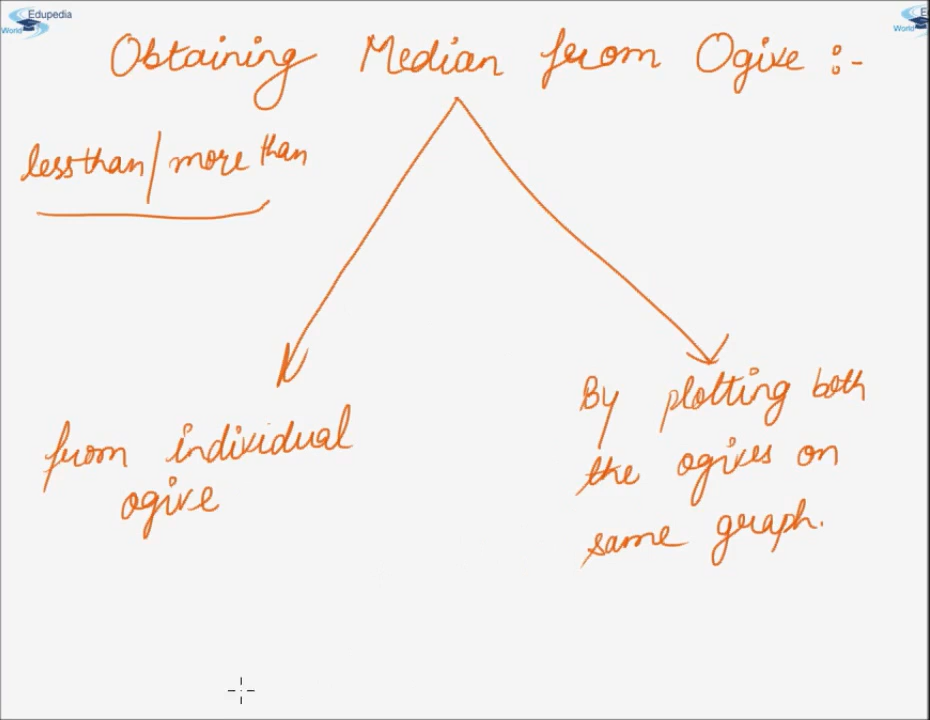 Edupedia
World
World
Obtaining Median from Ogive :-
less than / more than
from individual
ogive
By plotting both
the ogives on
same graph.